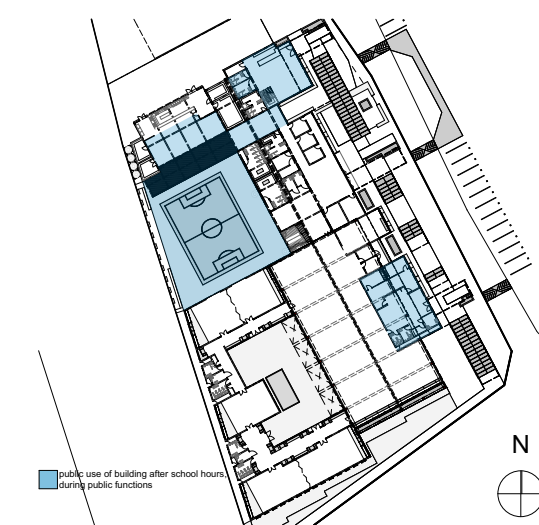 N
public use of building after school hours,
during public functions